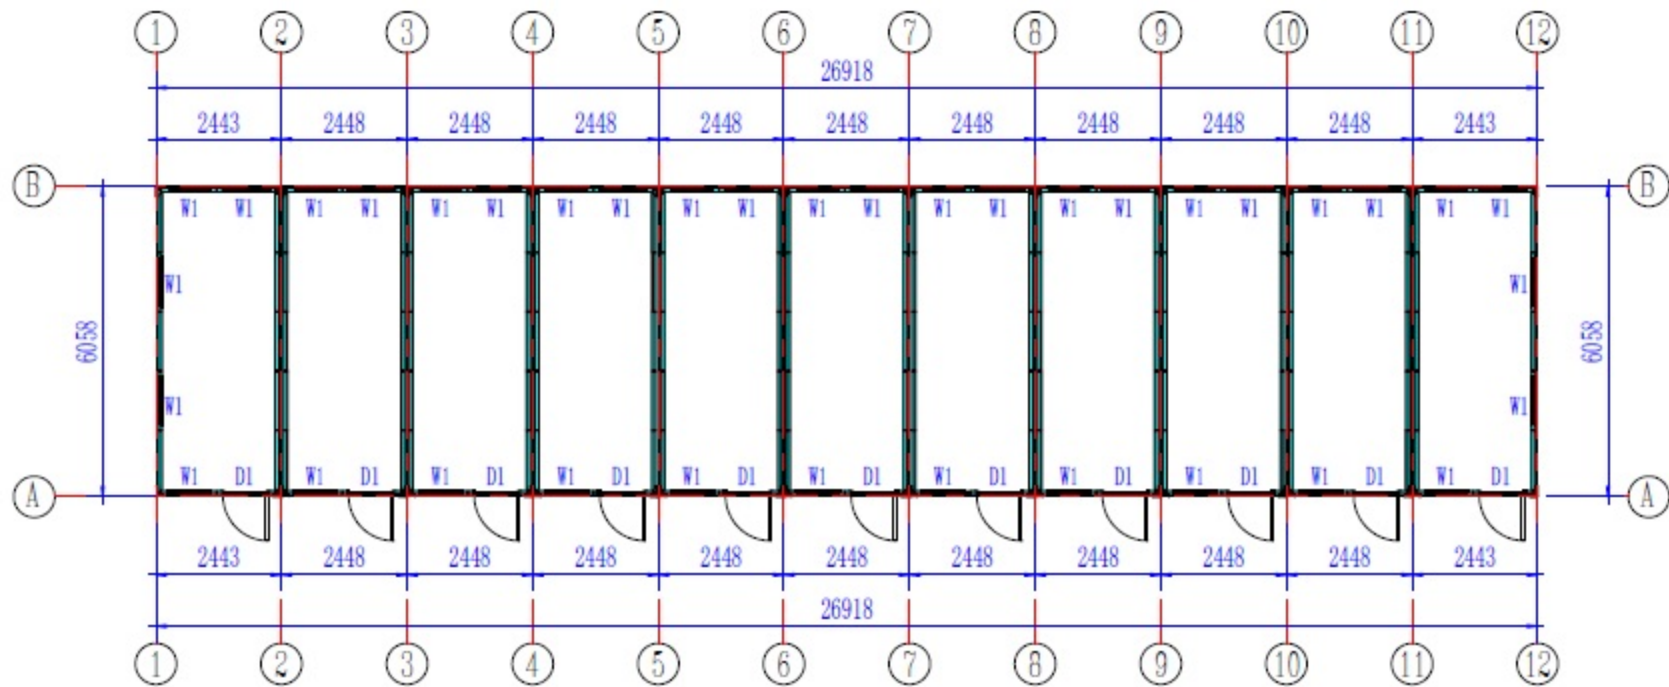 1 2 3 4 5 6 7 8 9 10 11 12
26918
2443 2448 2448 2448 2448 2448 2448 2448 2448 2448 2443
B B
W1 W1 W1 W1 W1 W1 W1 W1 W1 W1 W1 W1 W1 W1 W1 W1 W1 W1 W1 W1 W1 W1
W1 W1
6058 6058
W1 W1
W1 D1 W1 D1 W1 D1 W1 D1 W1 D1 W1 D1 W1 D1 W1 D1 W1 D1 W1 D1 W1 D1
A A
2443 2448 2448 2448 2448 2448 2448 2448 2448 2448 2443
26918
1 2 3 4 5 6 7 8 9 10 11 12